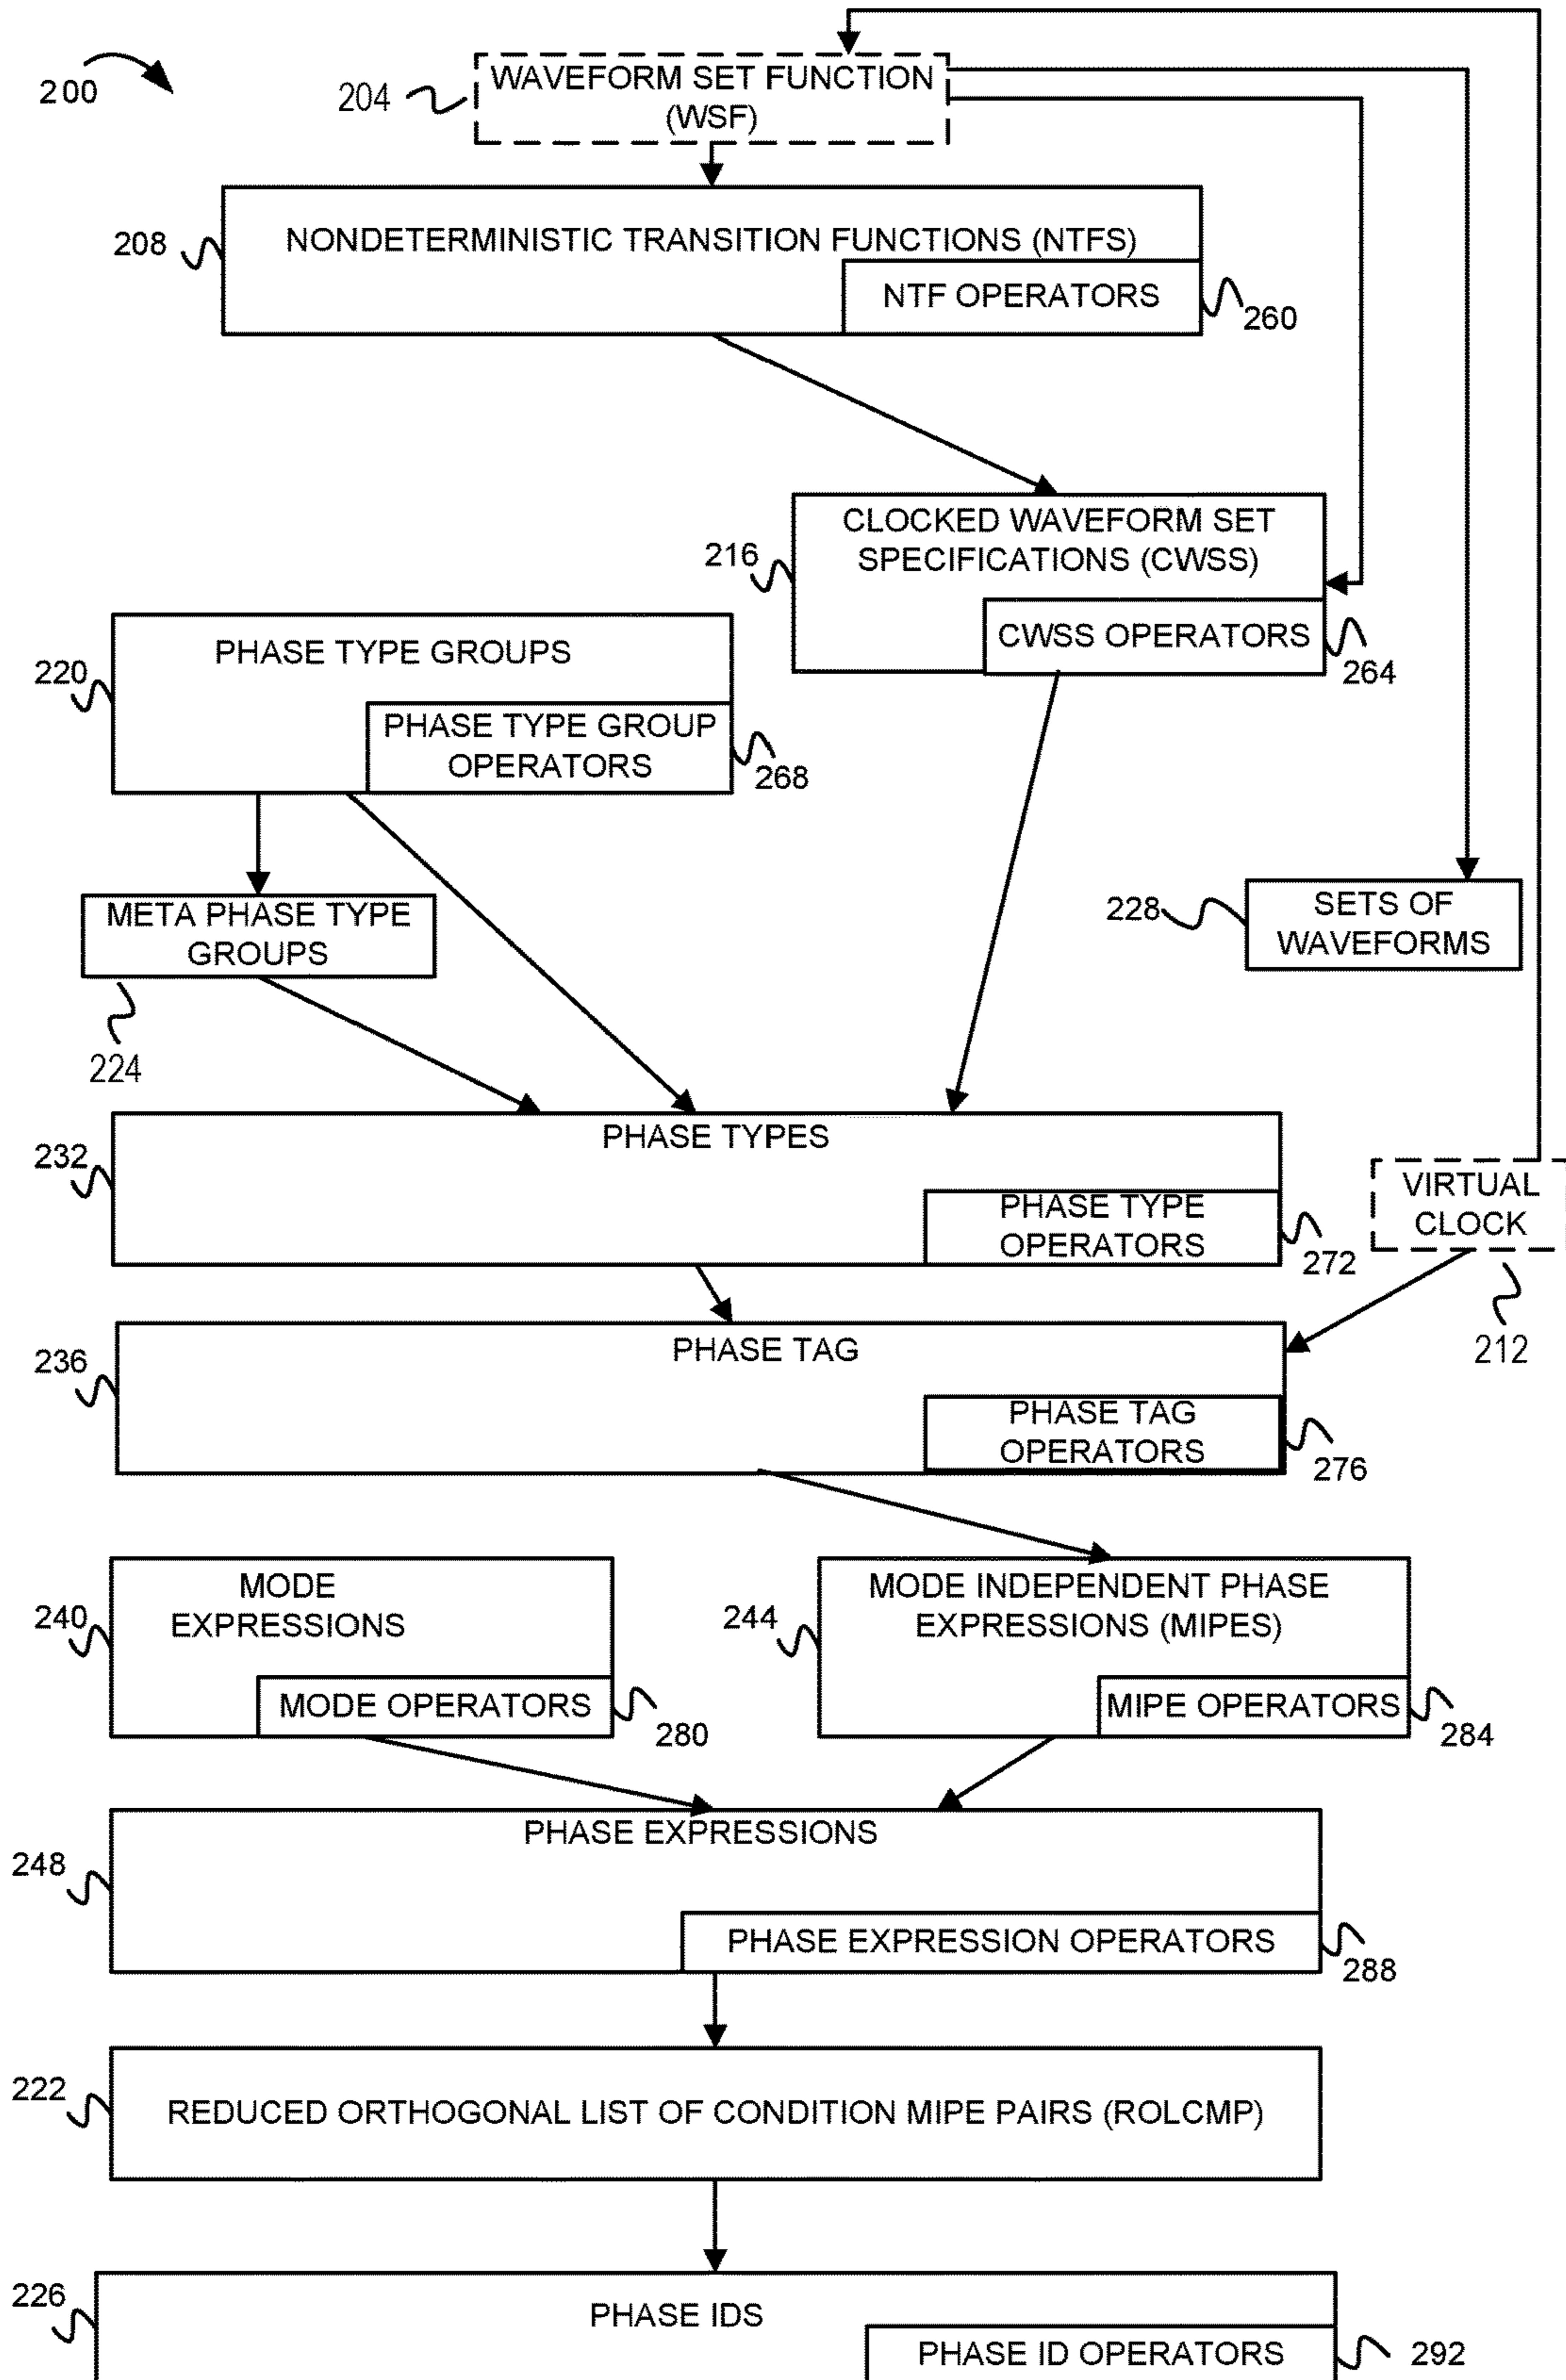 200
204
WAVEFORM SET FUNCTION
(WSF)
208
NONDETERMINISTIC TRANSITION FUNCTIONS (NTFS)
NTF OPERATORS
260
216
CLOCKED WAVEFORM SET
SPECIFICATIONS (CWSS)
CWSS OPERATORS
264
220
PHASE TYPE GROUPS
PHASE TYPE GROUP
OPERATORS
268
META PHASE TYPE
GROUPS
224
228
SETS OF
WAVEFORMS
232
PHASE TYPES
PHASE TYPE
OPERATORS
272
VIRTUAL
CLOCK
212
236
PHASE TAG
PHASE TAG
OPERATORS
276
240
MODE
EXPRESSIONS
MODE OPERATORS
280
244
MODE INDEPENDENT PHASE
EXPRESSIONS (MIPES)
MIPE OPERATORS
284
248
PHASE EXPRESSIONS
PHASE EXPRESSION OPERATORS
288
222
REDUCED ORTHOGONAL LIST OF CONDITION MIPE PAIRS (ROLCMP)
226
PHASE IDS
PHASE ID OPERATORS
292